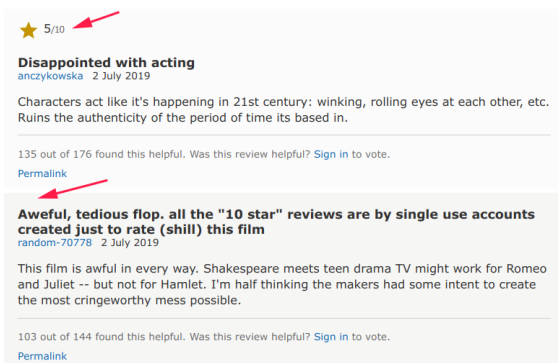 5/10
Disappointed with acting
anczykowska 2 July 2019
Characters act like it's happening in 21st century: winking, rolling eyes at each other, etc.
Ruins the authenticity of the period of time its based in.
135 out of 176 found this helpful. Was this review helpful? Sign in to vote.
Permalink
Aweful, tedious flop. all the "10 star" reviews are by single use accounts
created just to rate (shill) this film
random-70778 2 July 2019
This film is awful in every way. Shakespeare meets teen drama TV might work for Romeo
and Juliet -- but not for Hamlet. I'm half thinking the makers had some intent to create
the most cringeworthy mess possible.
103 out of 144 found this helpful. Was this review helpful? Sign in to vote.
Permalink